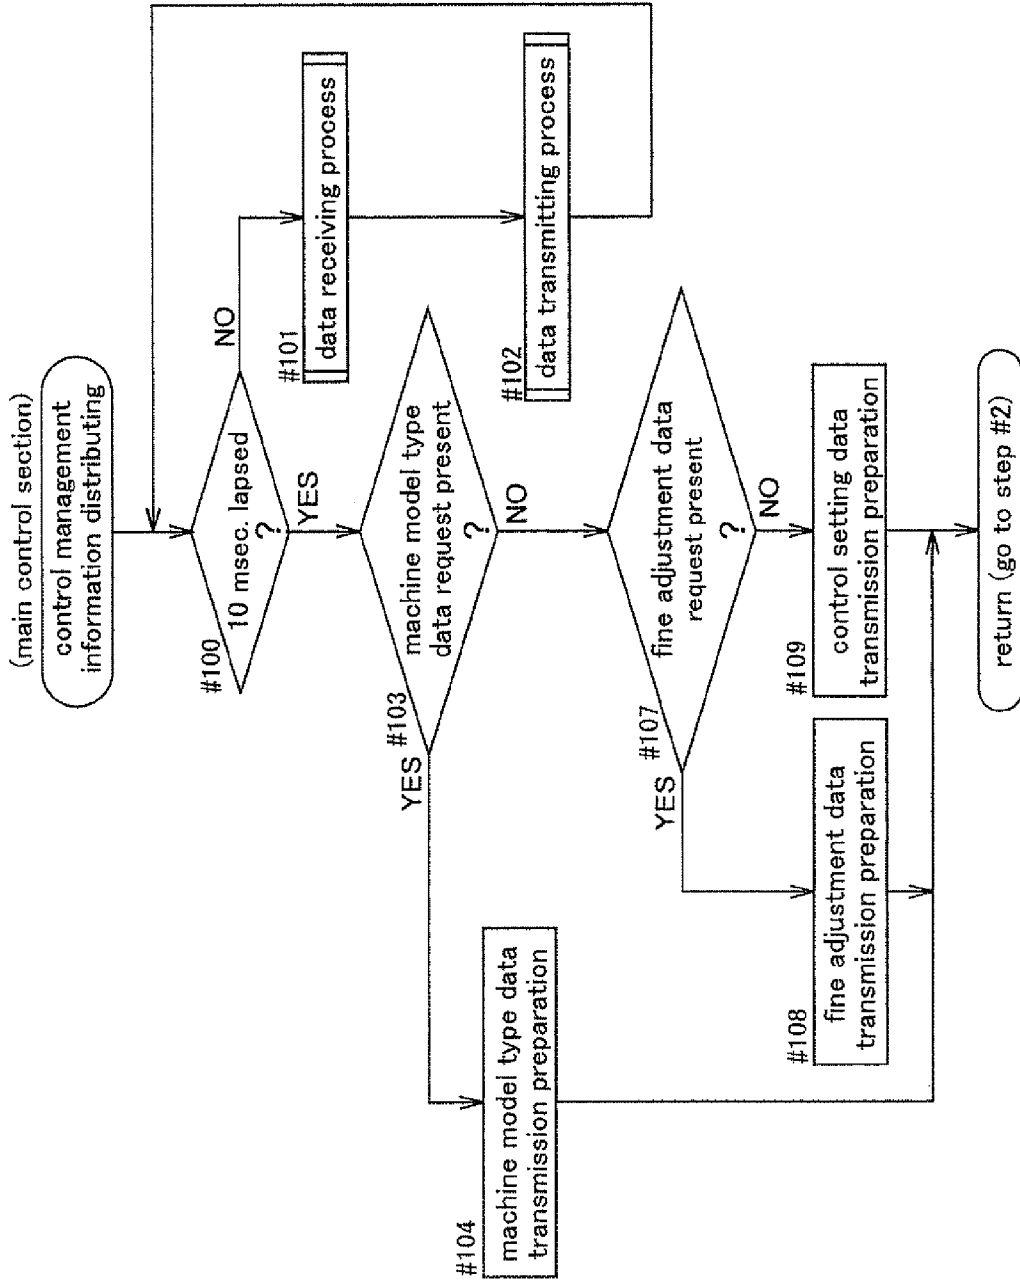 (main control section)
control management
information distributing
#100
10 msec. lapsed
?
NO
YES
#101
data receiving process
#102
data transmitting process
#103
machine model type
data request present
?
YES
NO
#104
machine model type data
transmission preparation
#107
fine adjustment data
request present
?
YES
NO
#108
fine adjustment data
transmission preparation
#109
control setting data
transmission preparation
return (go to step #2)